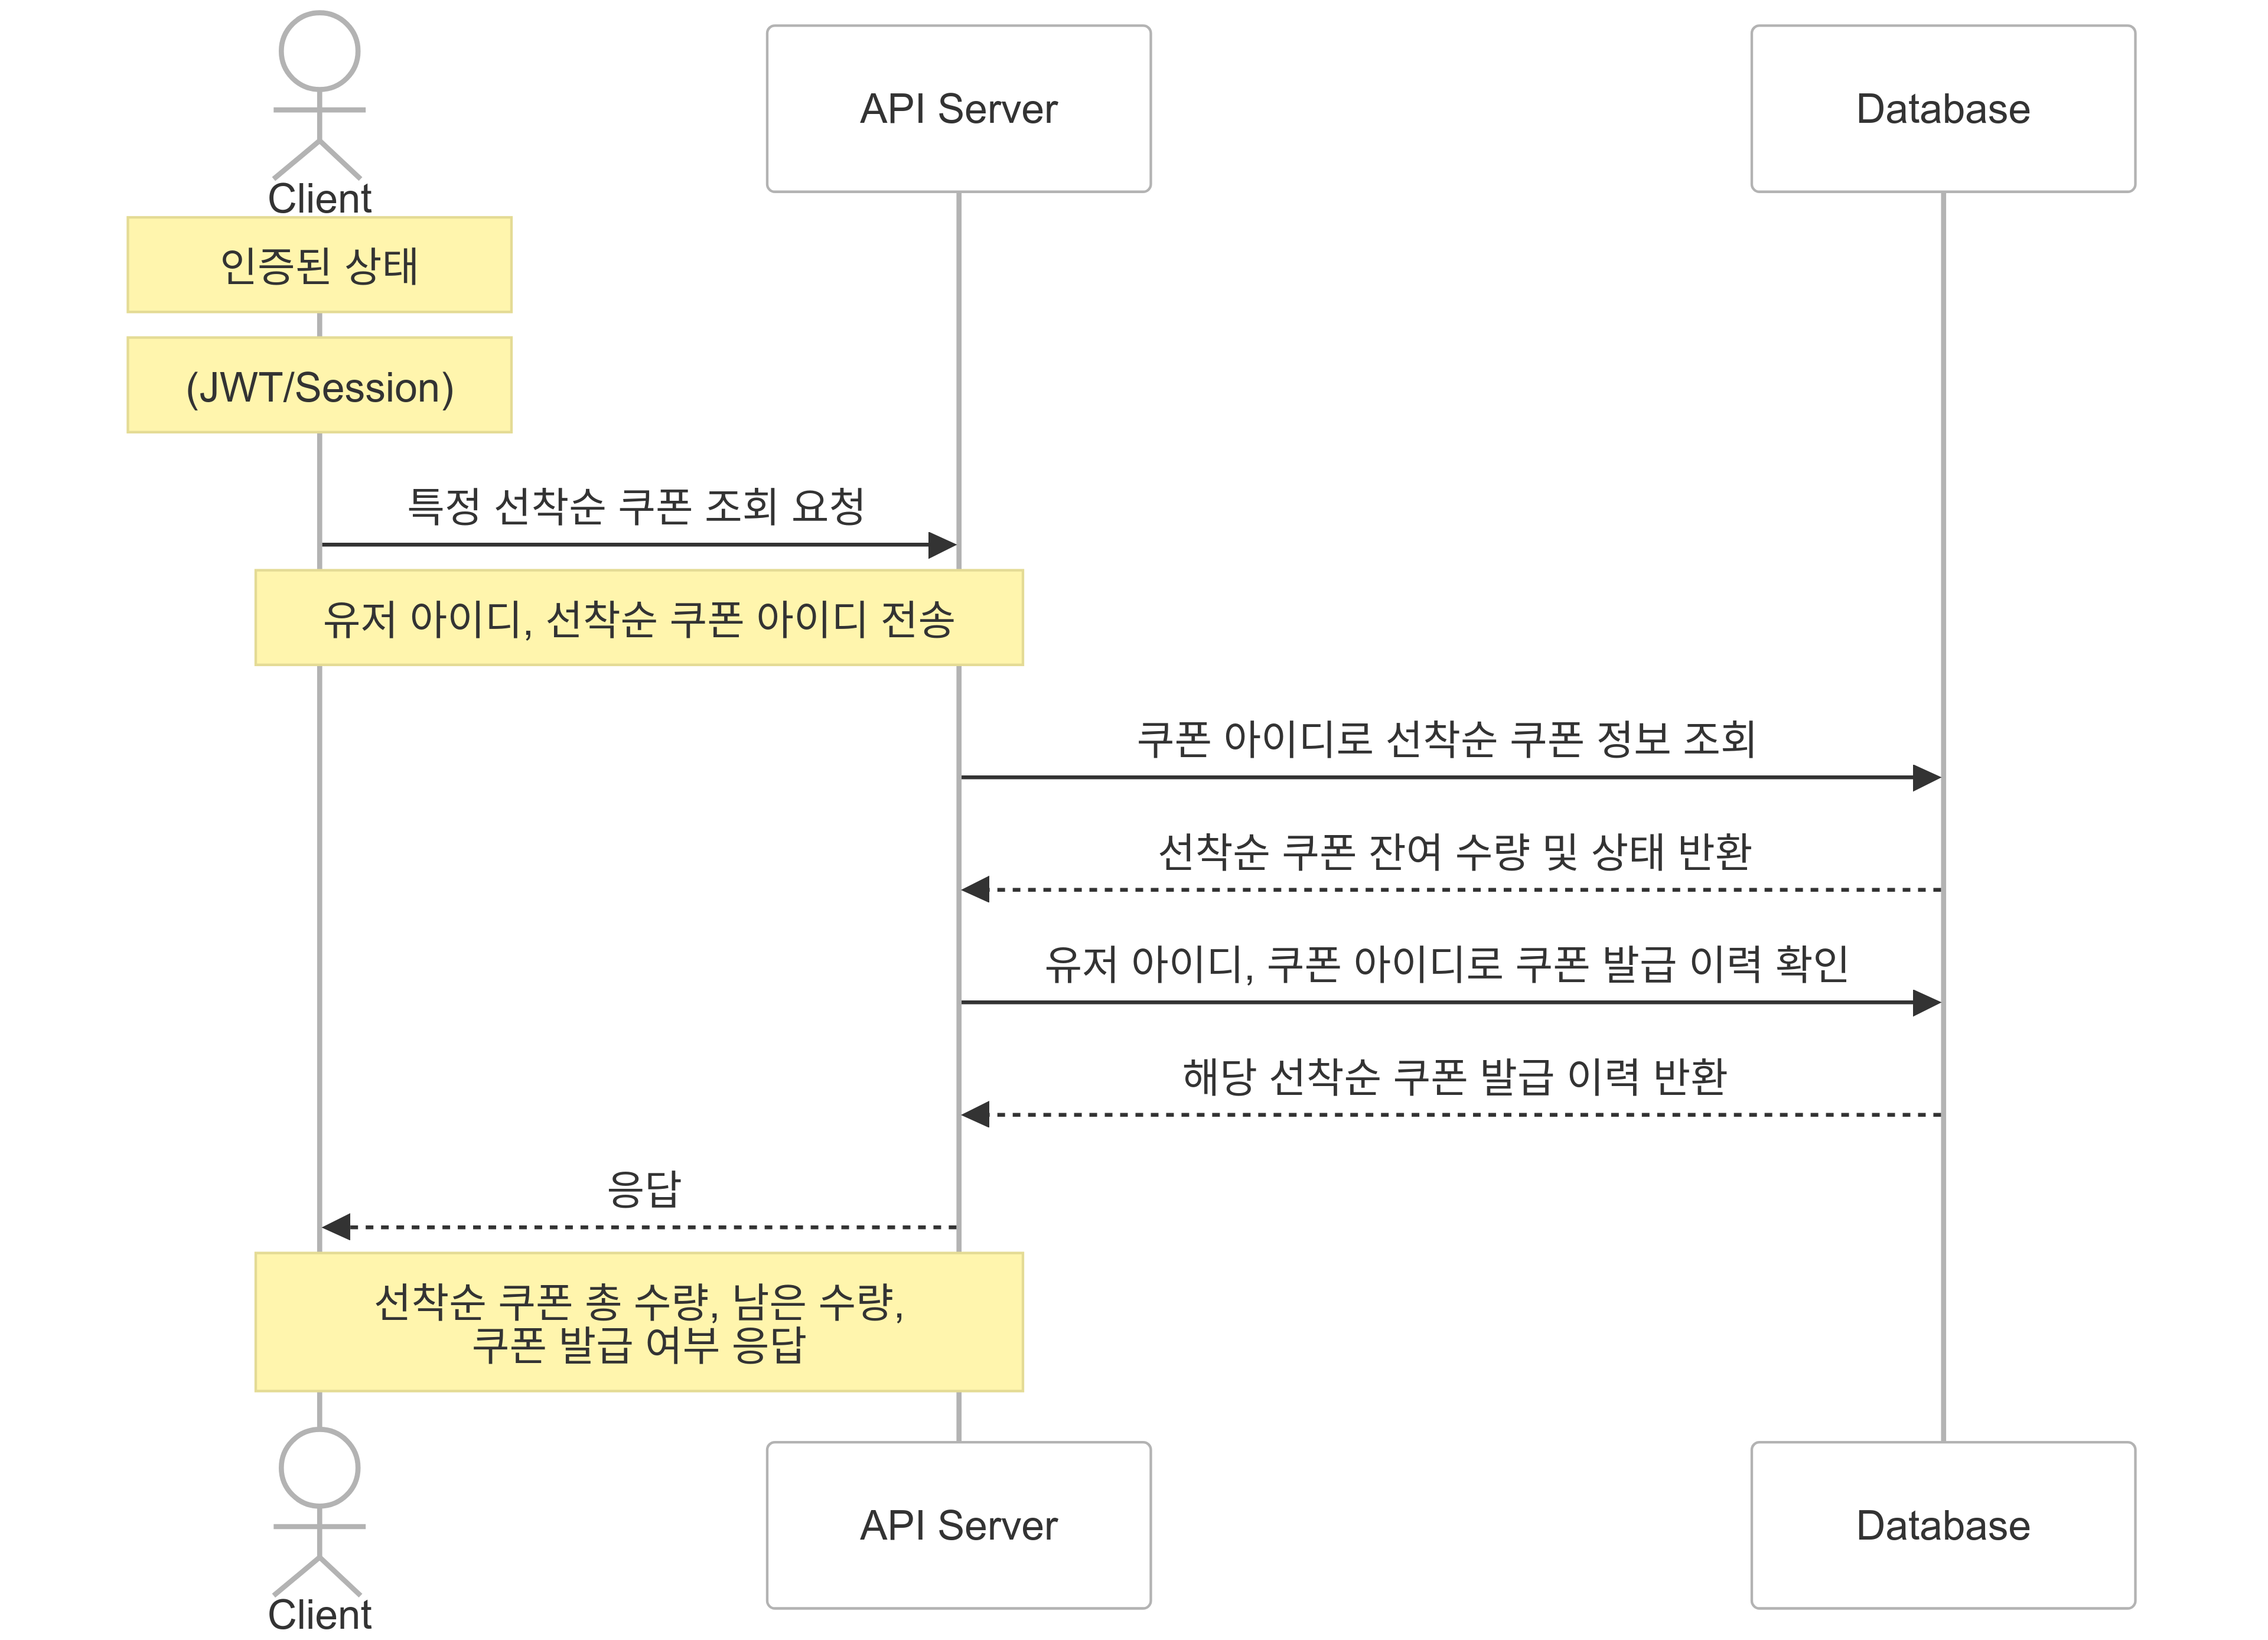 Client
API Server
Database
인증된 상태
(JWT/Session)
특정 선착순 쿠폰 조회 요청
유저 아이디, 선착순 쿠폰 아이디 전송
쿠폰 아이디로 선착순 쿠폰 정보 조회
선착순 쿠폰 잔여 수량 및 상태 반환
유저 아이디, 쿠폰 아이디로 쿠폰 발급 이력 확인
해당 선착순 쿠폰 발급 이력 반환
응답
선착순 쿠폰 총 수량, 남은 수량,
쿠폰 발급 여부 응답
Client
API Server
Database